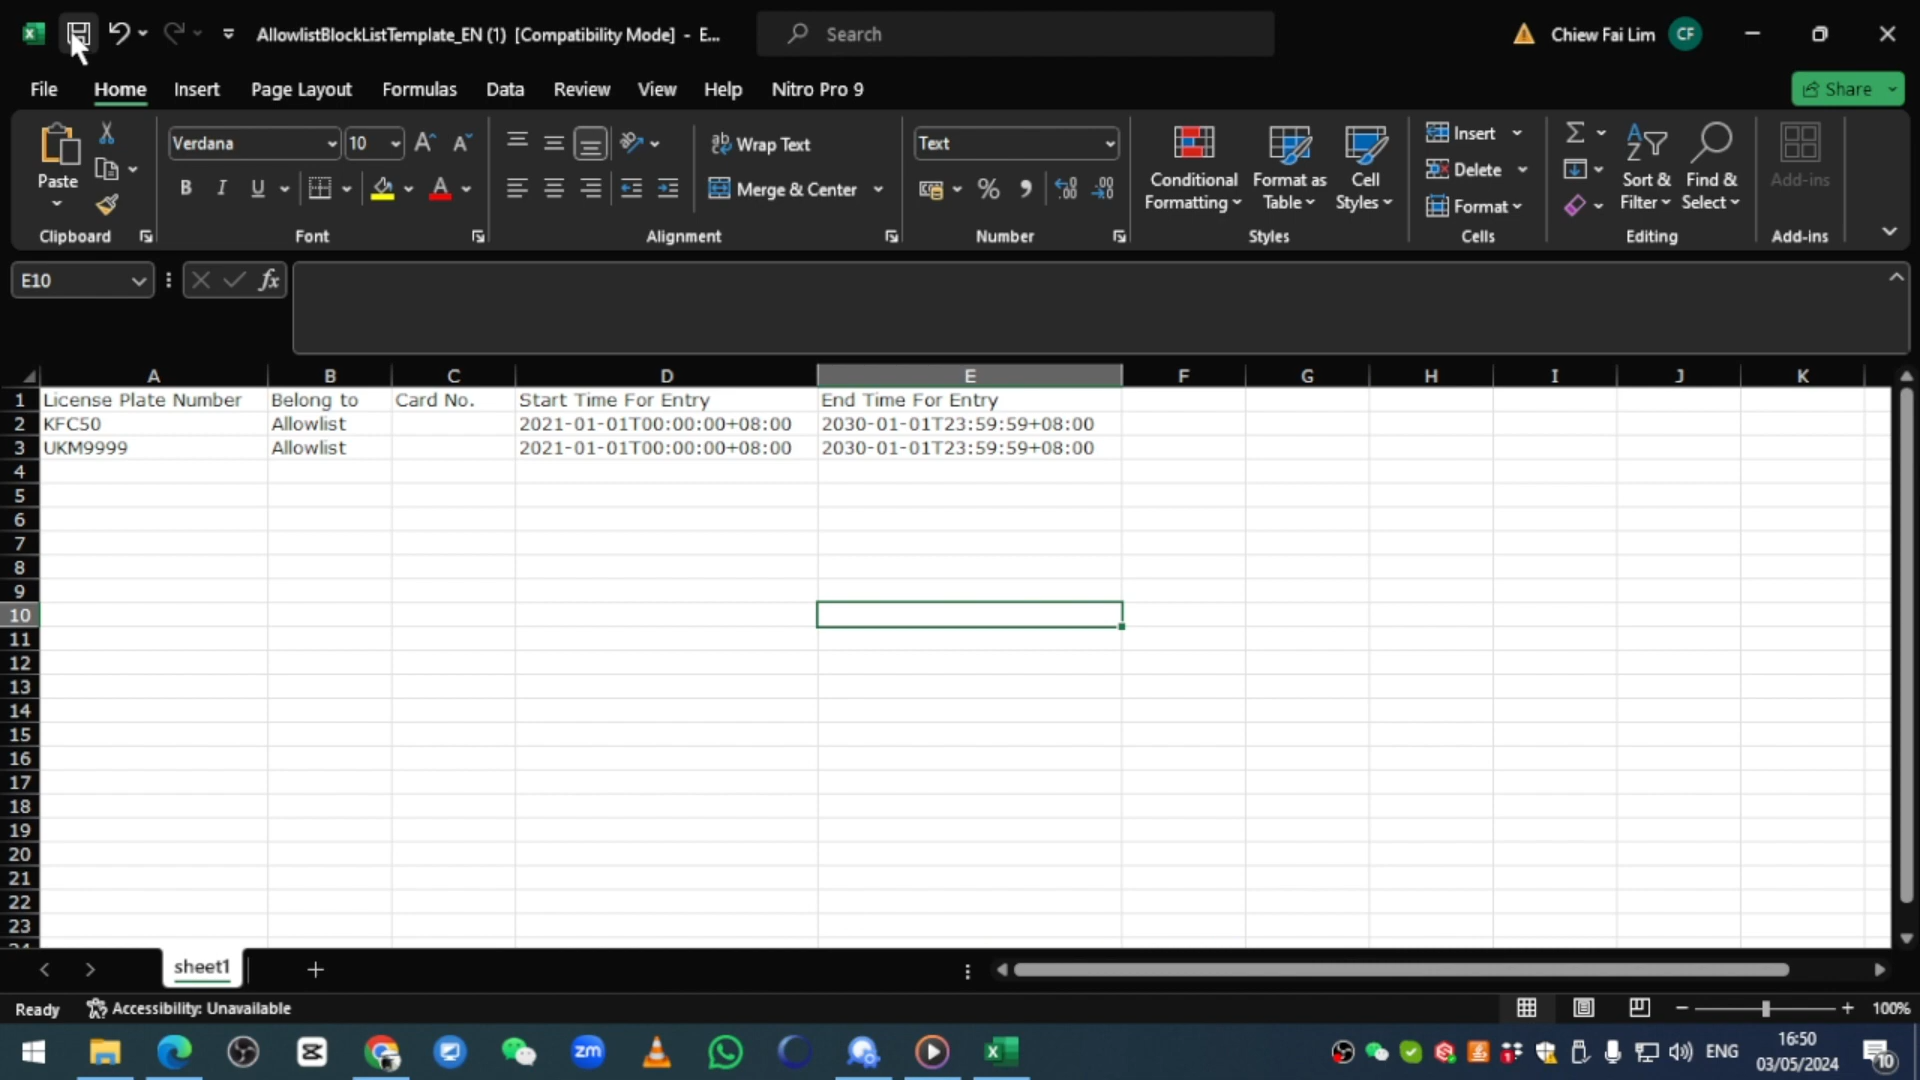 AllowlistBlockListTemplate_EN (1) [Compatibility Mode] - E...
Search
Chiew Fai Lim CF
File Home Insert Page Layout Formulas Data Review View Help Nitro Pro 9
Share
Paste
Clipboard
Verdana 10
B I U
Font
Wrap Text
Merge & Center
Alignment
Text
Number
Conditional Formatting
Format as Table
Cell Styles
Styles
Insert
Delete
Format
Cells
Sort & Filter
Find & Select
Editing
Add-ins
Add-ins
E10 fx
A B C D E F G H I J K
1 License Plate Number Belong to Card No. Start Time For Entry End Time For Entry
2 KFC50 Allowlist 2021-01-01T00:00:00+08:00 2030-01-01T23:59:59+08:00
3 UKM9999 Allowlist 2021-01-01T00:00:00+08:00 2030-01-01T23:59:59+08:00
4
5
6
7
8
9
10
11
12
13
14
15
16
17
18
19
20
21
22
23
24
sheet1
Ready Accessibility: Unavailable 100%
zm ENG 16:50
03/05/2024 10